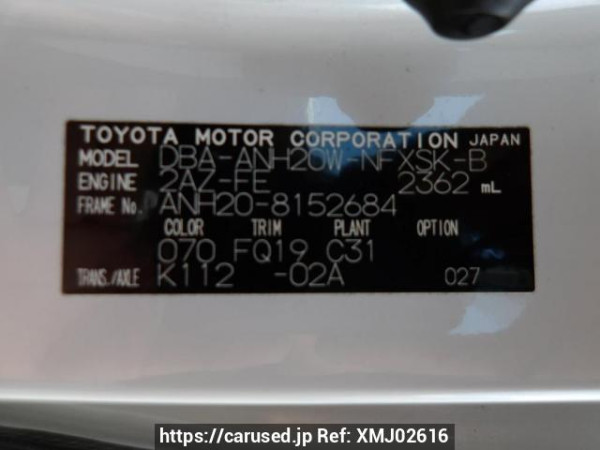 TOYOTA MOTOR CORPORATION JAPAN
MODEL DBA-ANH20W-NFXSK-B
ENGINE 2AZ-FE 2362 mL
FRAME No. ANH20-8152684
COLOR TRIM PLANT OPTION
070 FQ19 C31
TRANS./AXLE K112 -02A 027
https://carused.jp Ref: XMJ02616